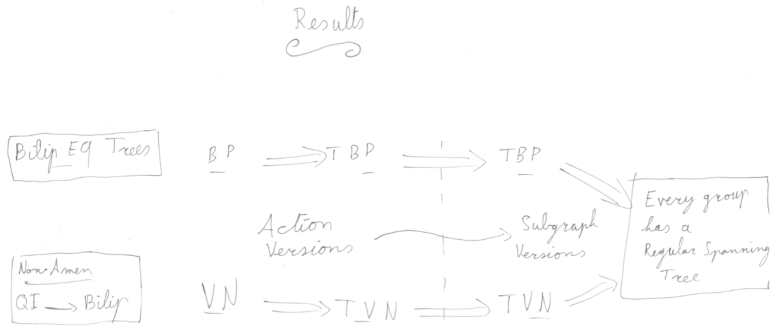 Results
Bilip EQ Trees
BP ⟹ TBP ⟹ TBP
Every group
has a
Regular Spanning
Tree
Action
Versions
Subgraph
Versions
Non-Amen
QI ⟶ Bilip
VN ⟹ TVN ⟹ TVN